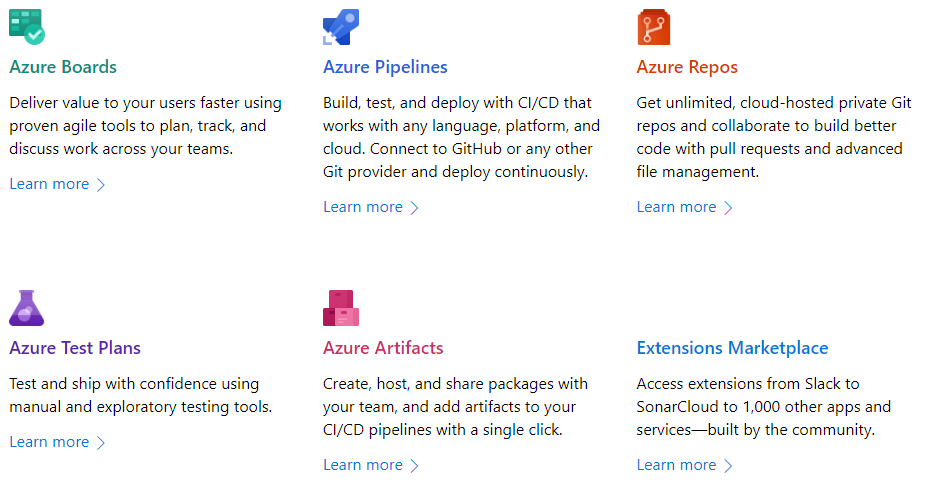 Azure Boards
Deliver value to your users faster using
proven agile tools to plan, track, and
discuss work across your teams.
Learn more
Azure Pipelines
Build, test, and deploy with CI/CD that
works with any language, platform, and
cloud. Connect to GitHub or any other
Git provider and deploy continuously.
Learn more
Azure Repos
Get unlimited, cloud-hosted private Git
repos and collaborate to build better
code with pull requests and advanced
file management.
Learn more
Azure Test Plans
Test and ship with confidence using
manual and exploratory testing tools.
Learn more
Azure Artifacts
Create, host, and share packages with
your team, and add artifacts to your
CI/CD pipelines with a single click.
Learn more
Extensions Marketplace
Access extensions from Slack to
SonarCloud to 1,000 other apps and
services—built by the community.
Learn more